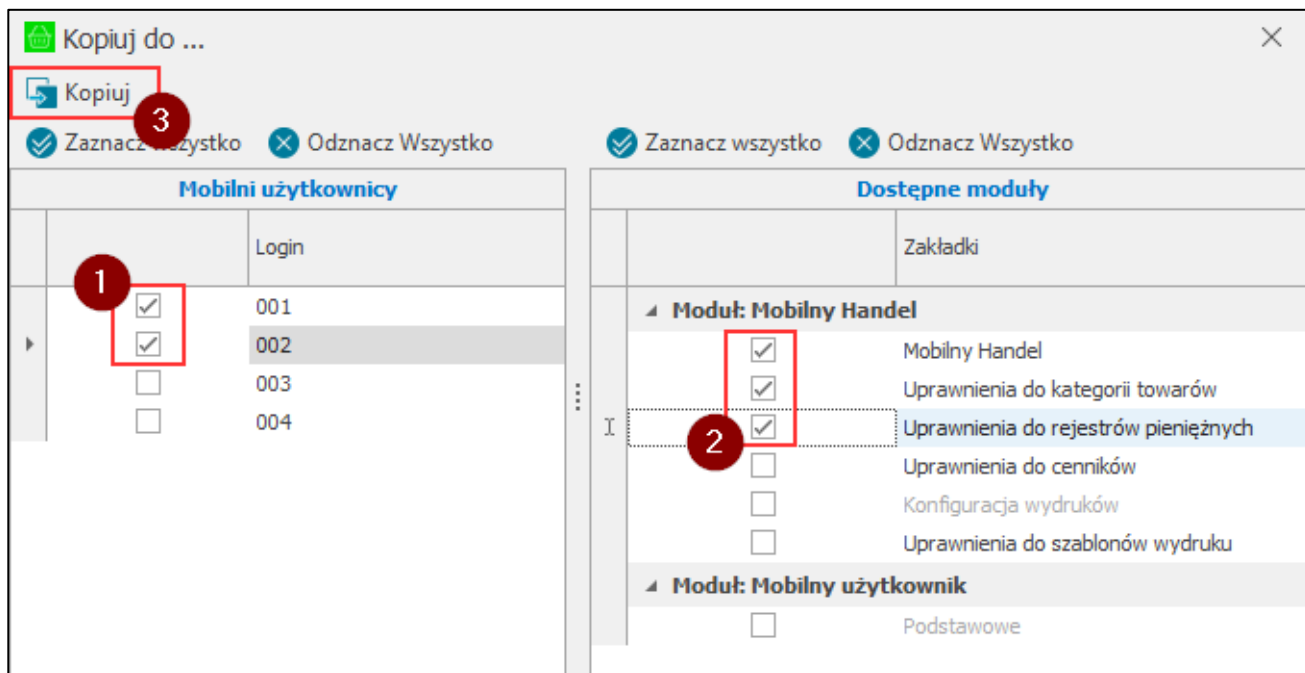 Kopiuj do ...
Kopiuj
3
Zaznacz wszystko Odznacz Wszystko
Zaznacz wszystko Odznacz Wszystko
Mobilni użytkownicy
Login
1
001
002
003
004
Dostępne moduły
Zakładki
Moduł: Mobilny Handel
Mobilny Handel
Uprawnienia do kategorii towarów
Uprawnienia do rejestrów pieniężnych
2
Uprawnienia do cenników
Konfiguracja wydruków
Uprawnienia do szablonów wydruku
Moduł: Mobilny użytkownik
Podstawowe